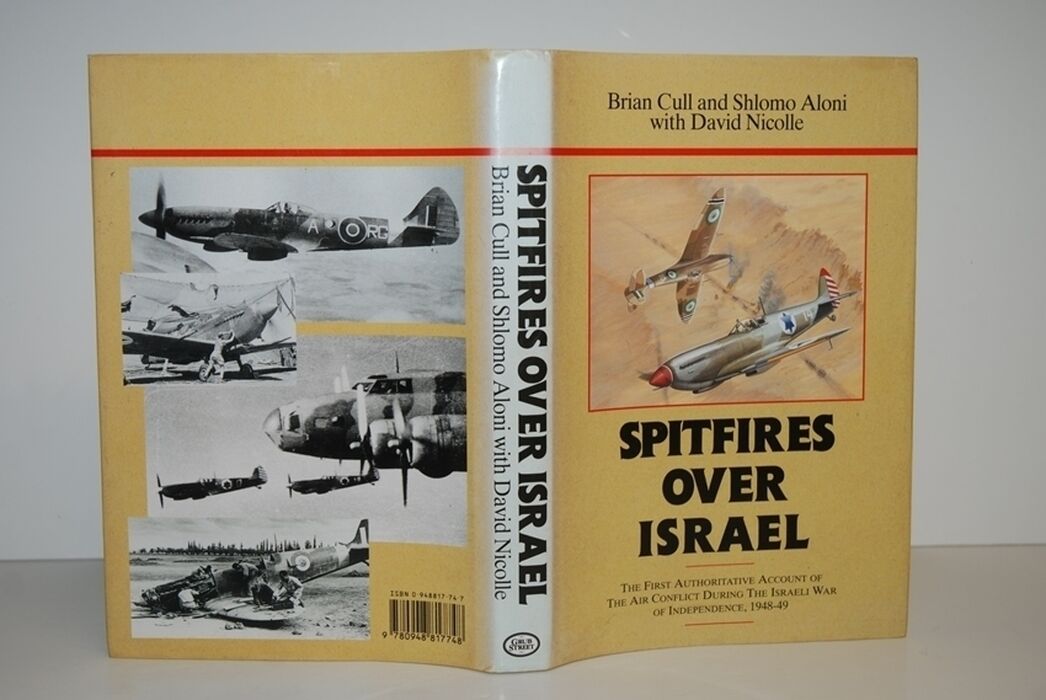 A RG
ISBN 0-948817-74-7
9 780948 817748
SPITFIRES OVER ISRAEL
Brian Cull and Shlomo Aloni with David Nicolle
GRUB
STREET
Brian Cull and Shlomo Aloni
with David Nicolle
14
SPITFIRES
OVER
ISRAEL
THE FIRST AUTHORITATIVE ACCOUNT OF
THE AIR CONFLICT DURING THE ISRAELI WAR
OF INDEPENDENCE, 1948-49